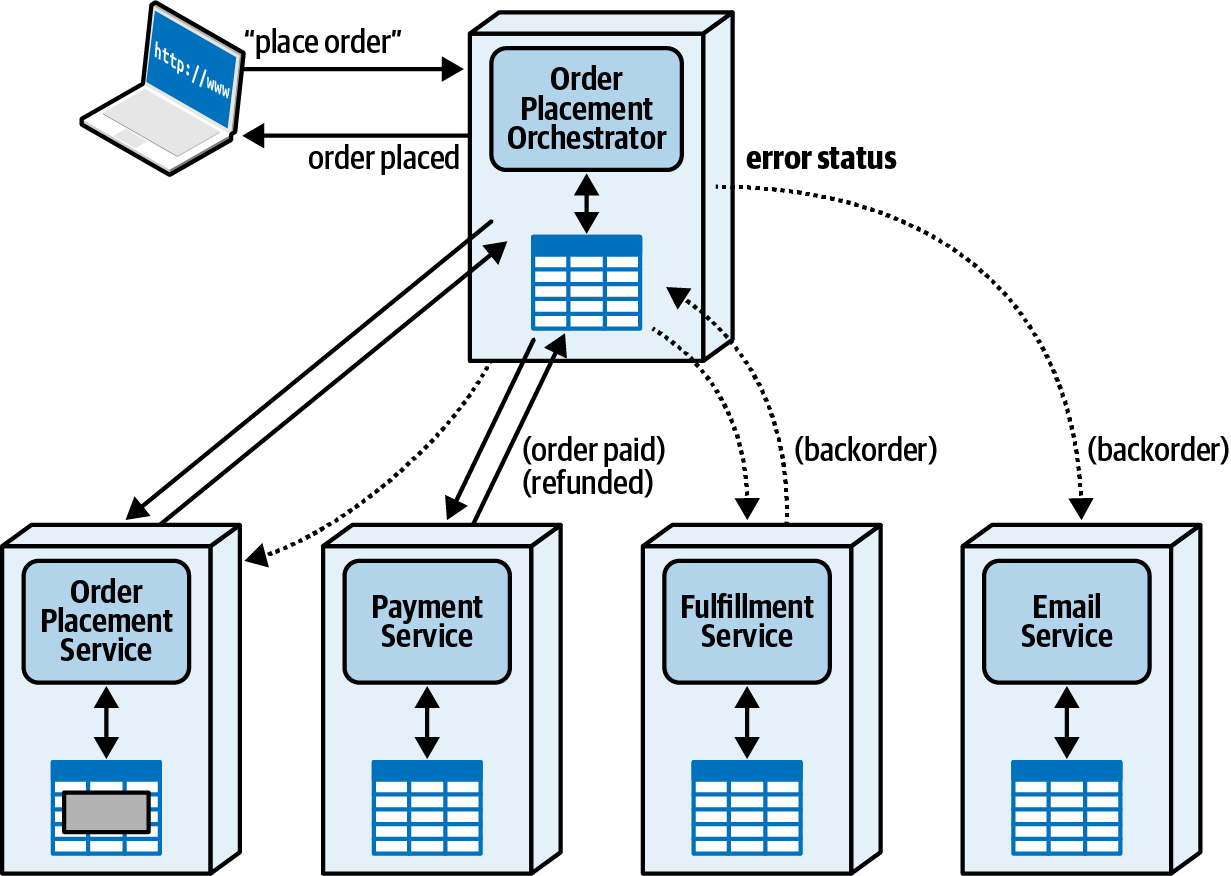 “place order”
http://www
order placed
Order
Placement
Orchestrator
error status
(order paid)
(refunded)
(backorder)
(backorder)
Order
Placement
Service
Payment
Service
Fulfillment
Service
Email
Service